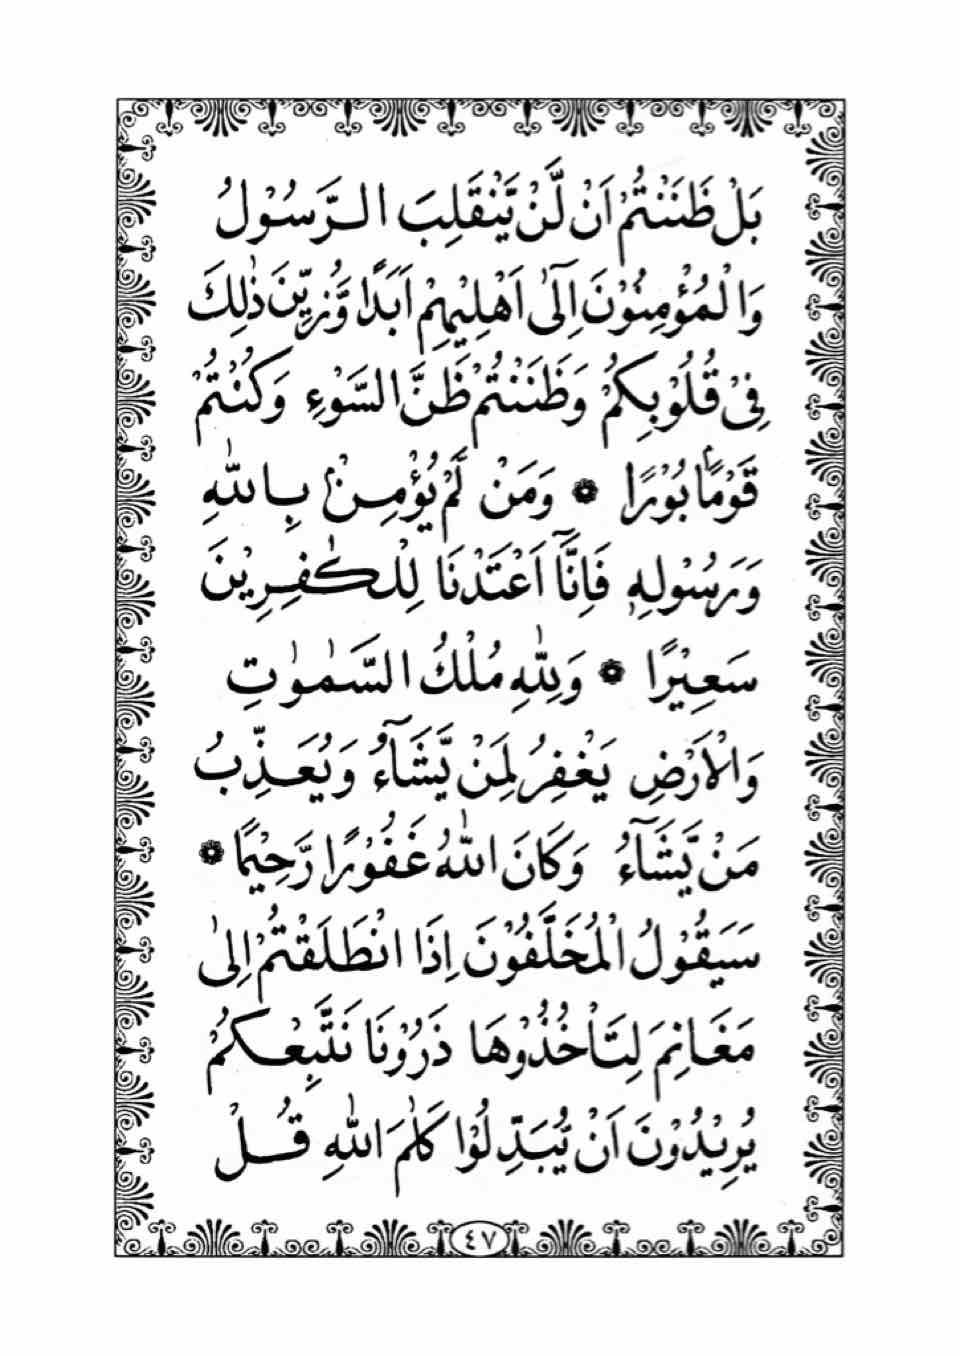 بَلْ ظَنَنْتُمْ اَنْ لَّنْ يَّنْقَلِبَ الرَّسُوْلُ
وَالْمُؤْمِنُوْنَ اِلٰٓى اَهْلِيْهِمْ اَبَدًا وَّزُيِّنَ ذٰلِكَ
فِىْ قُلُوْبِكُمْ وَظَنَنْتُمْ ظَنَّ السَّوْءِ وَكُنْتُمْ
قَوْمًاۢ بُوْرًا ۞ وَمَنْ لَّمْ يُؤْمِنْۢ بِاللّٰهِ
وَرَسُوْلِهٖ فَاِنَّآ اَعْتَدْنَا لِلْكٰفِرِيْنَ
سَعِيْرًا ۞ وَلِلّٰهِ مُلْكُ السَّمٰوٰتِ
وَالْاَرْضِ يَغْفِرُ لِمَنْ يَّشَآءُ وَيُعَذِّبُ
مَنْ يَّشَآءُ وَكَانَ اللّٰهُ غَفُوْرًا رَّحِيْمًا ۞
سَيَقُوْلُ الْمُخَلَّفُوْنَ اِذَا انْطَلَقْتُمْ اِلٰى
مَغَانِمَ لِتَاْخُذُوْهَا ذَرُوْنَا نَتَّبِعْكُمْ
يُرِيْدُوْنَ اَنْ يُّبَدِّلُوْا كَلٰمَ اللّٰهِ قُلْ
٤٧